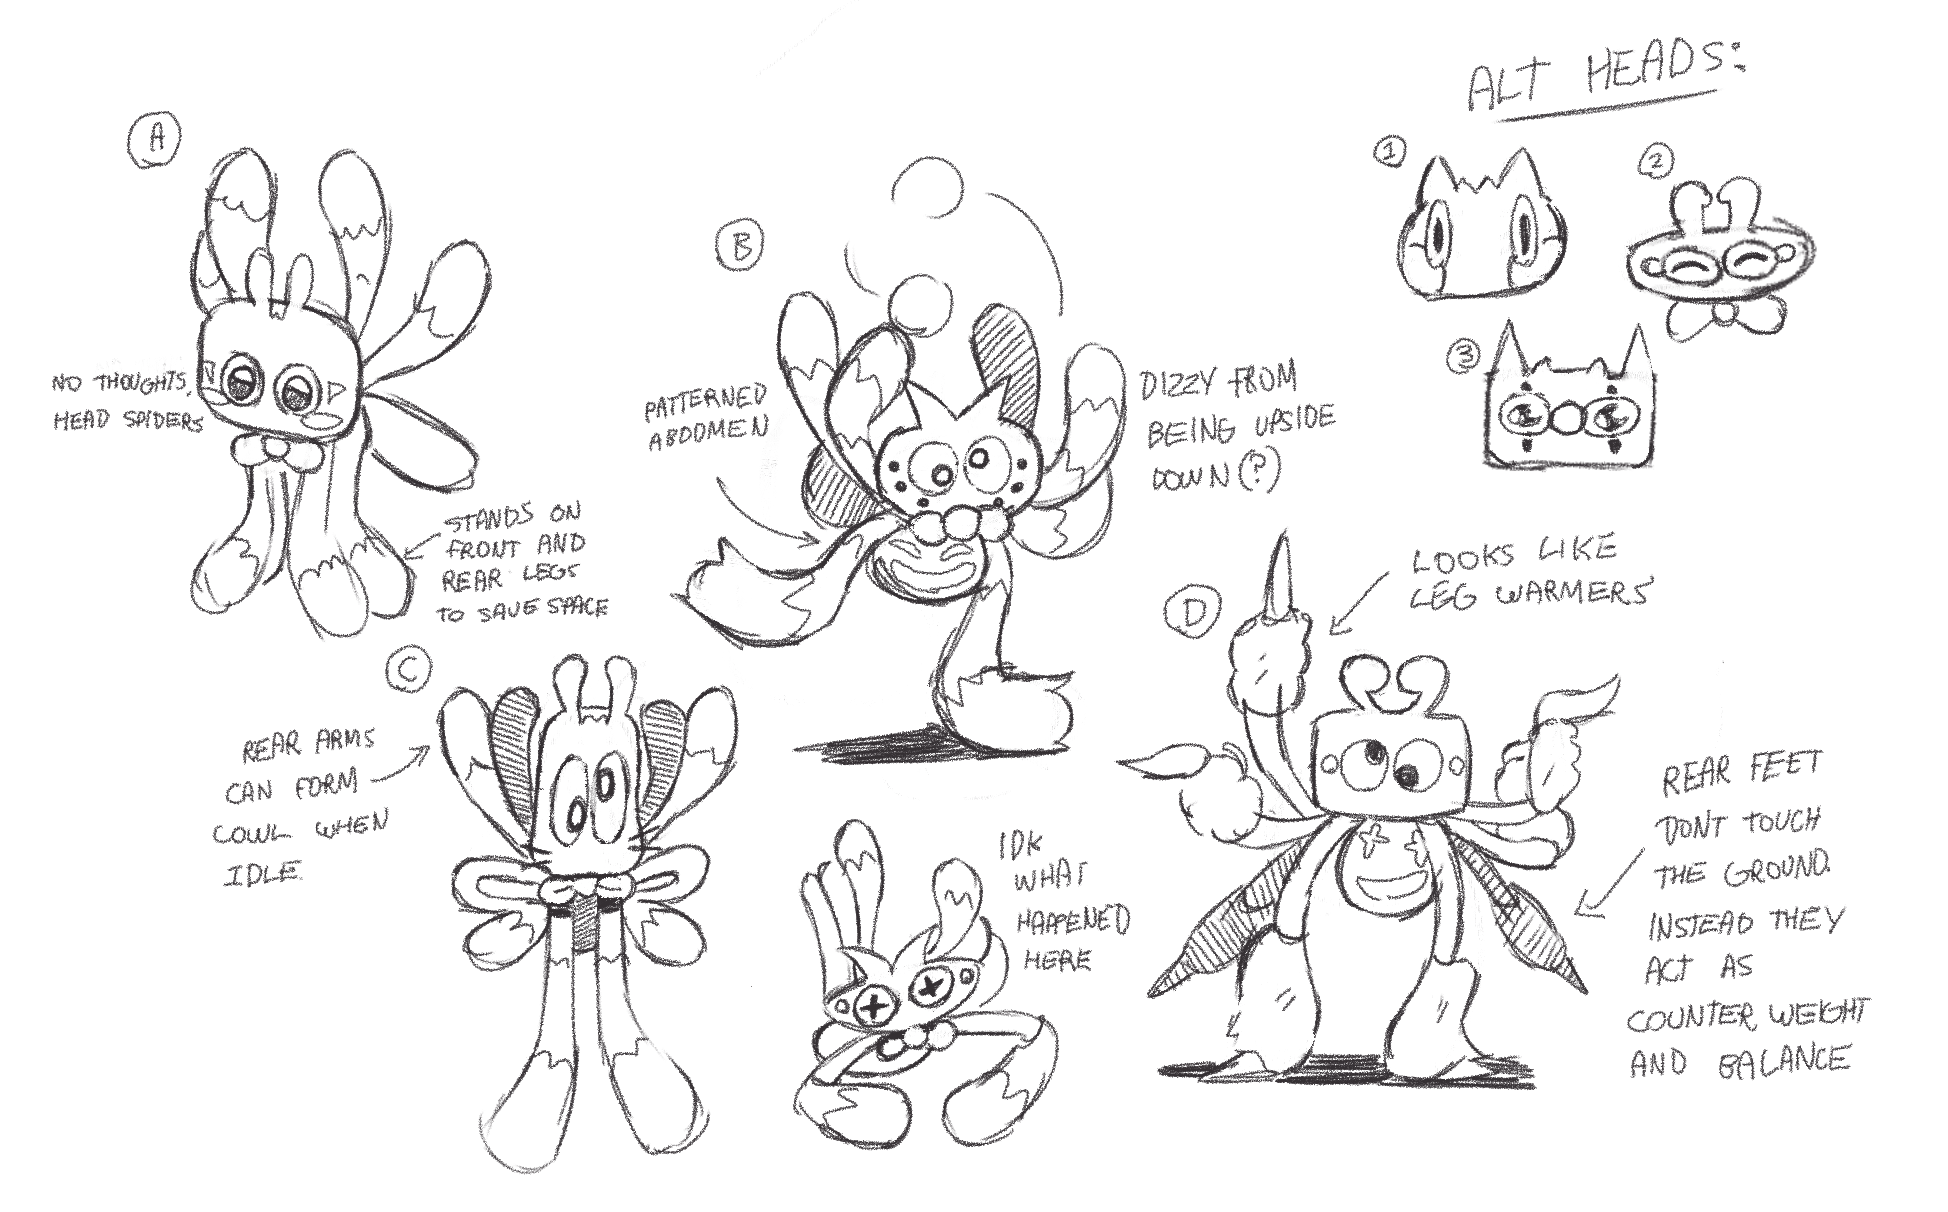 ALT HEADS:
1
2
3
A
NO THOUGHTS,
HEAD SPIDERS
STANDS ON
FRONT AND
REAR LEGS
TO SAVE SPACE
B
PATTERNED
ABDOMEN
DIZZY FROM
BEING UPSIDE
DOWN (?)
C
REAR ARMS
CAN FORM
COWL WHEN
IDLE
IDK
WHAT
HAPPENED
HERE
D
LOOKS LIKE
LEG WARMERS
REAR FEET
DONT TOUCH
THE GROUND.
INSTEAD THEY
ACT AS
COUNTER WEIGHT
AND BALANCE